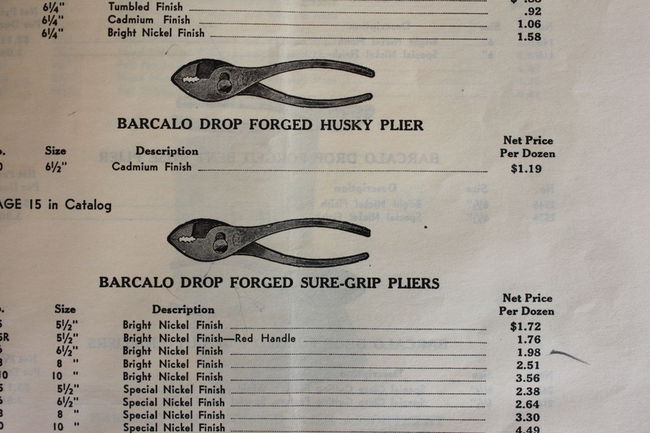 6¼" Tumbled Finish .92
6¼" Cadmium Finish 1.06
6¼" Bright Nickel Finish 1.58
BARCALO DROP FORGED HUSKY PLIER
Size Description Net Price Per Dozen
6½" Cadmium Finish $1.19
AGE 15 in Catalog
BARCALO DROP FORGED SURE-GRIP PLIERS
Size Description Net Price Per Dozen
5½" Bright Nickel Finish $1.72
5R 5½" Bright Nickel Finish—Red Handle 1.76
6½" Bright Nickel Finish 1.98
8 " Bright Nickel Finish 2.51
10 " Bright Nickel Finish 3.56
5½" Special Nickel Finish 2.38
6½" Special Nickel Finish 2.64
8 " Special Nickel Finish 3.30
10 " Special Nickel Finish 4.49